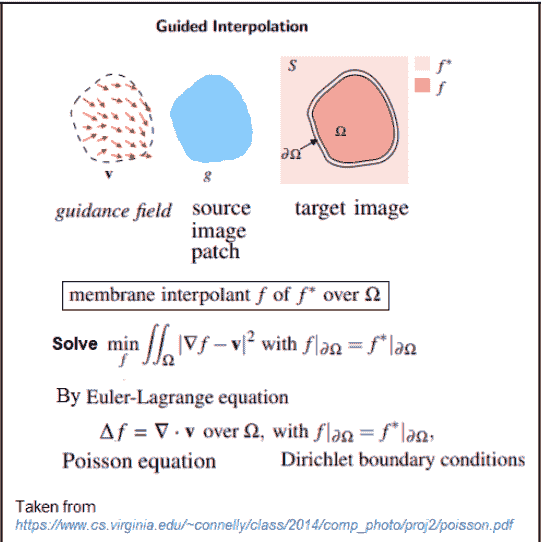 Guided Interpolation
S
f*
f
Ω
∂Ω
v
g
guidance field
source
image
patch
target image
membrane interpolant f of f* over Ω
Solve min_f ∬_Ω |∇f − v|² with f|∂Ω = f*|∂Ω
By Euler-Lagrange equation
Δf = ∇ · v over Ω, with f|∂Ω = f*|∂Ω,
Poisson equation Dirichlet boundary conditions
Taken from
https://www.cs.virginia.edu/~connelly/class/2014/comp_photo/proj2/poisson.pdf